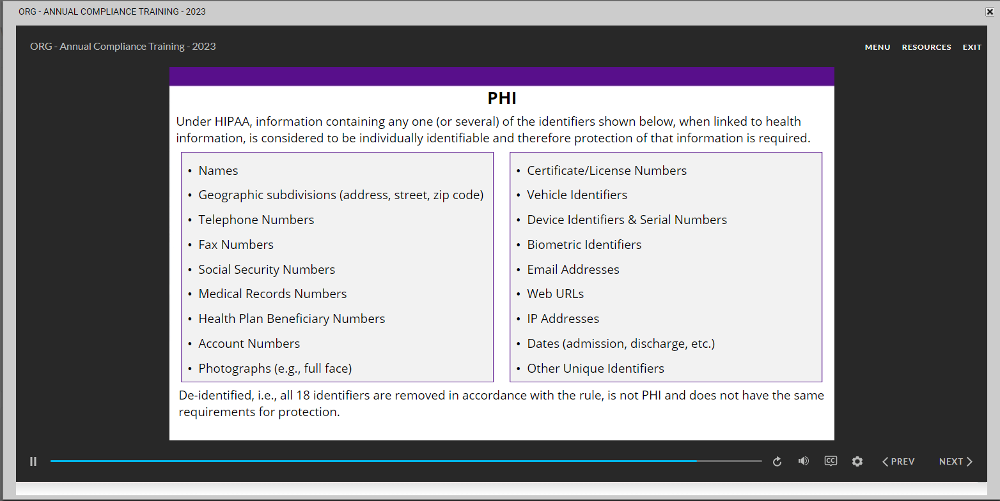 ORG - ANNUAL COMPLIANCE TRAINING - 2023
ORG - Annual Compliance Training - 2023
MENU RESOURCES EXIT
PHI
Under HIPAA, information containing any one (or several) of the identifiers shown below, when linked to health
information, is considered to be individually identifiable and therefore protection of that information is required.
• Names
• Geographic subdivisions (address, street, zip code)
• Telephone Numbers
• Fax Numbers
• Social Security Numbers
• Medical Records Numbers
• Health Plan Beneficiary Numbers
• Account Numbers
• Photographs (e.g., full face)
• Certificate/License Numbers
• Vehicle Identifiers
• Device Identifiers & Serial Numbers
• Biometric Identifiers
• Email Addresses
• Web URLs
• IP Addresses
• Dates (admission, discharge, etc.)
• Other Unique Identifiers
De-identified, i.e., all 18 identifiers are removed in accordance with the rule, is not PHI and does not have the same
requirements for protection.
CC PREV NEXT